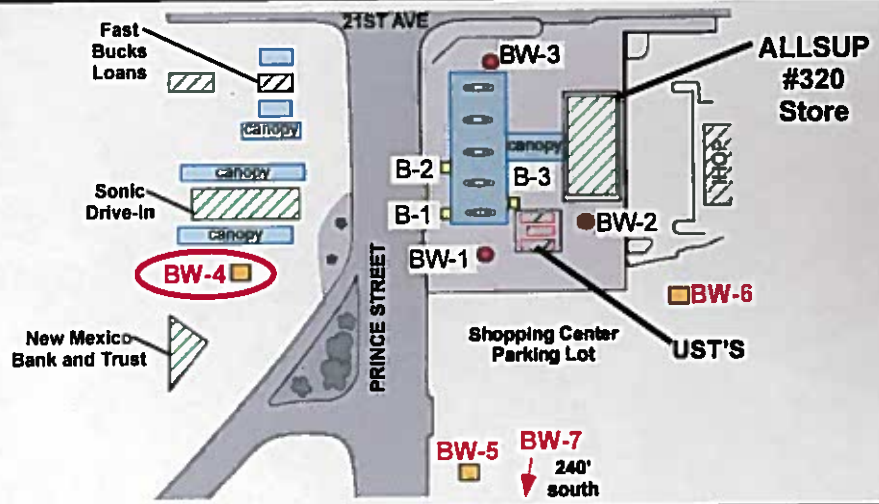 21ST AVE
Fast
Bucks
Loans
canopy
BW-3
ALLSUP
#320
Store
canopy
IHOP
B-2
B-3
canopy
Sonic
Drive-In
B-1
canopy
BW-2
BW-1
BW-4
BW-6
PRINCE STREET
New Mexico
Bank and Trust
Shopping Center
Parking Lot
UST'S
BW-5
BW-7
240'
south